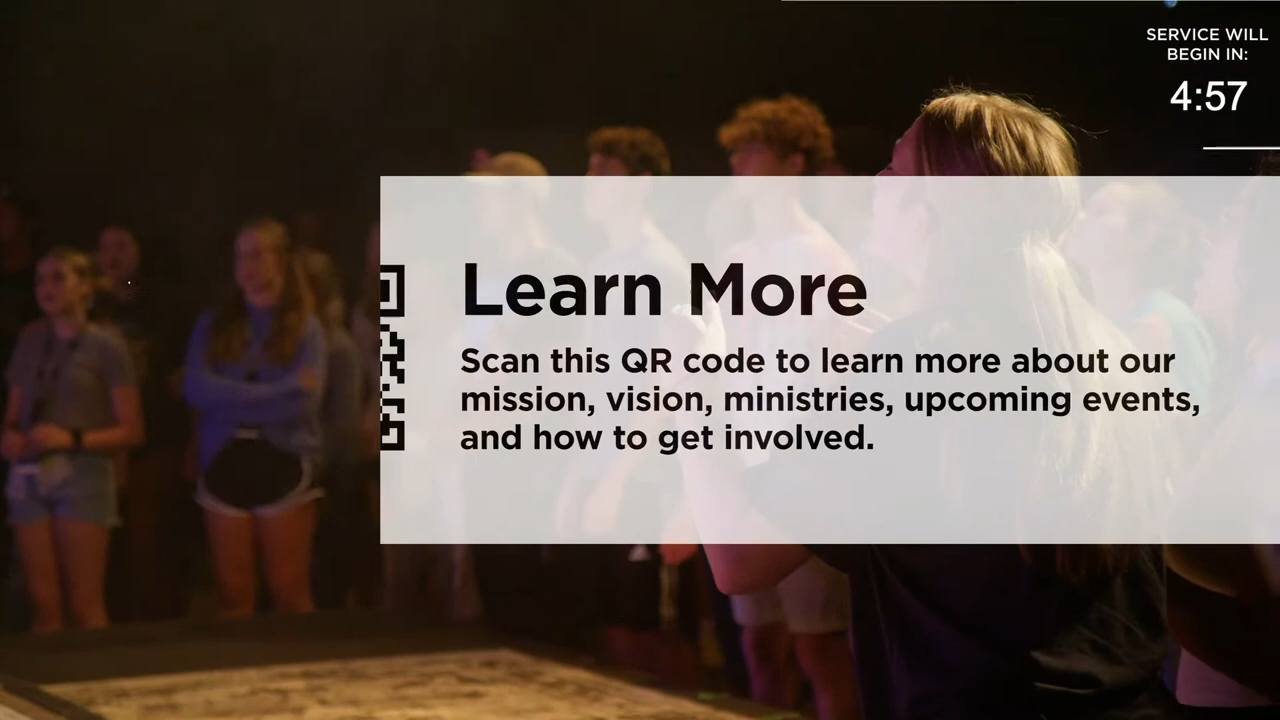 SERVICE WILL
BEGIN IN:
4:57
Learn More
Scan this QR code to learn more about our
mission, vision, ministries, upcoming events,
and how to get involved.